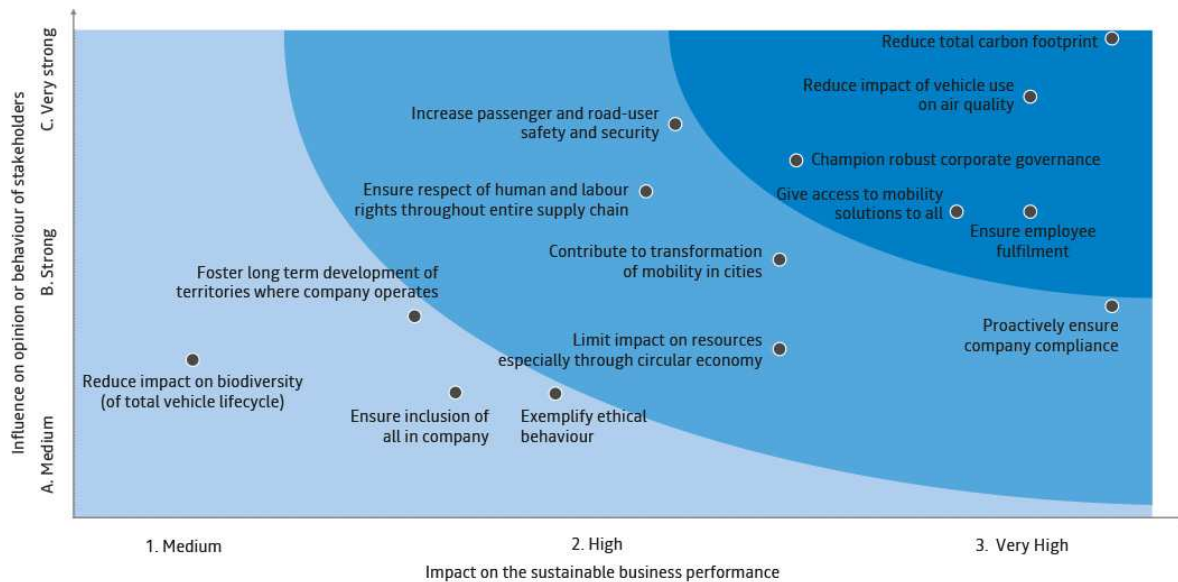 Influence on opinion or behaviour of stakeholders
C. Very strong
B. Strong
A. Medium
Reduce total carbon footprint
Reduce impact of vehicle use
on air quality
Increase passenger and road-user
safety and security
Champion robust corporate governance
Ensure respect of human and labour
rights throughout entire supply chain
Give access to mobility
solutions to all
Ensure employee
fulfilment
Contribute to transformation
of mobility in cities
Foster long term development of
territories where company operates
Proactively ensure
company compliance
Limit impact on resources
especially through circular economy
Reduce impact on biodiversity
(of total vehicle lifecycle)
Ensure inclusion of
all in company
Exemplify ethical
behaviour
1. Medium
2. High
3. Very High
Impact on the sustainable business performance